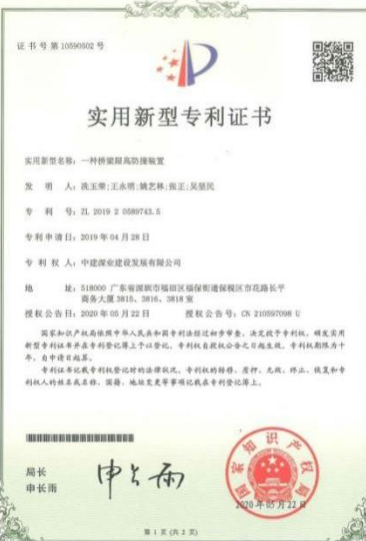 证书号第10590502号
实用新型专利证书
实用新型名称：一种桥梁限高防撞装置
发 明 人：冼玉荣;王永明;姚艺林;张正;吴坚民
专 利 号：ZL 2019 2 0589743.5
专利申请日：2019年04月28日
专 利 权 人：中建深业建设发展有限公司
地 址：518000 广东省深圳市福田区福保街道保税区市花路长平
商务大厦 3815、3816、3818室
授权公告日：2020年05月22日 授权公告号：CN 210597098 U
国家知识产权局依照中华人民共和国专利法经过初步审查，决定授予专利权，颁发实用
新型专利证书并在专利登记簿上予以登记。专利权自授权公告之日起生效。专利权期限为十
年，自申请日起算。
专利证书记载专利权登记时的法律状况。专利权的转移、质押、无效、终止、恢复和专
利权人的姓名或名称、国籍、地址变更等事项记载在专利登记簿上。
局长
申长雨
申长雨
国家知识产权局
2020年05月22日
第 1 页 (共 2 页)